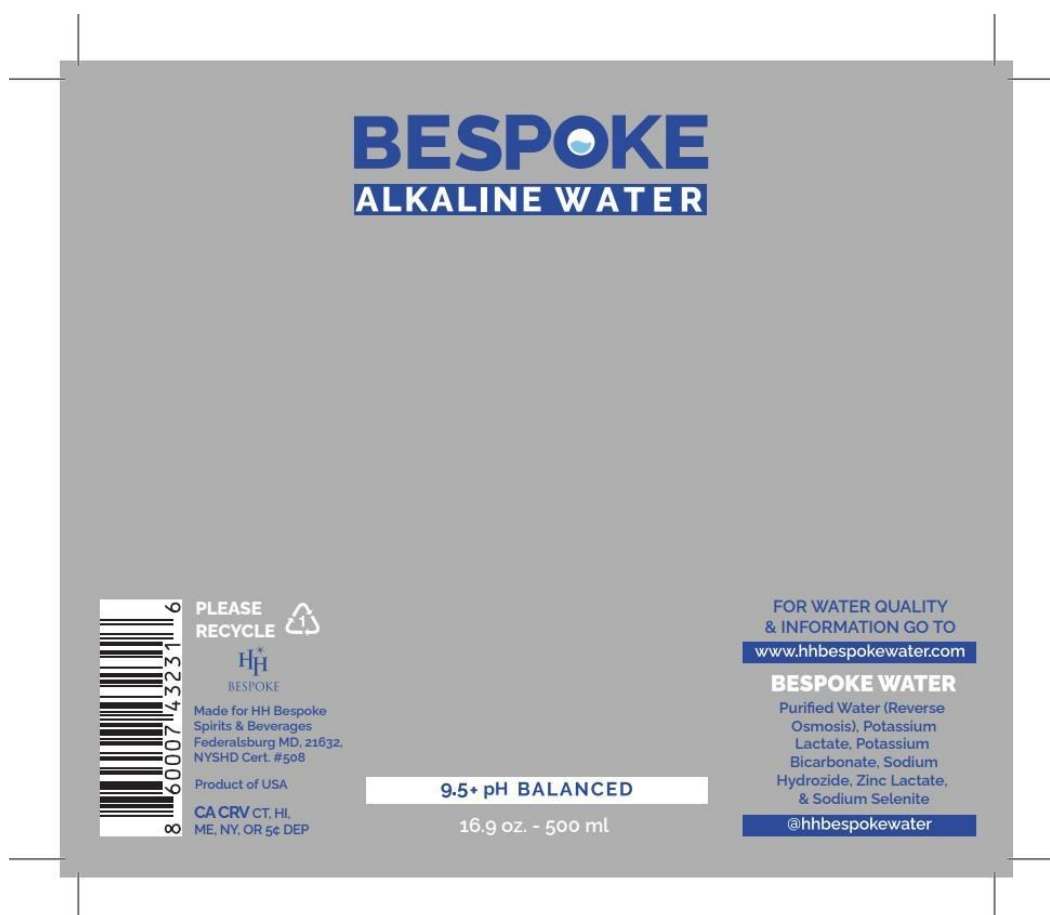 BESPOKE
ALKALINE WATER
8 60007 43231 6
PLEASE
RECYCLE
1
HH
BESPOKE
Made for HH Bespoke
Spirits & Beverages
Federalsburg MD, 21632,
NYSHD Cert. #508
Product of USA
CA CRV CT, HI,
ME, NY, OR 5¢ DEP
9.5+ pH BALANCED
16.9 oz. - 500 ml
FOR WATER QUALITY
& INFORMATION GO TO
www.hhbespokewater.com
BESPOKE WATER
Purified Water (Reverse
Osmosis), Potassium
Lactate, Potassium
Bicarbonate, Sodium
Hydrozide, Zinc Lactate,
& Sodium Selenite
@hhbespokewater